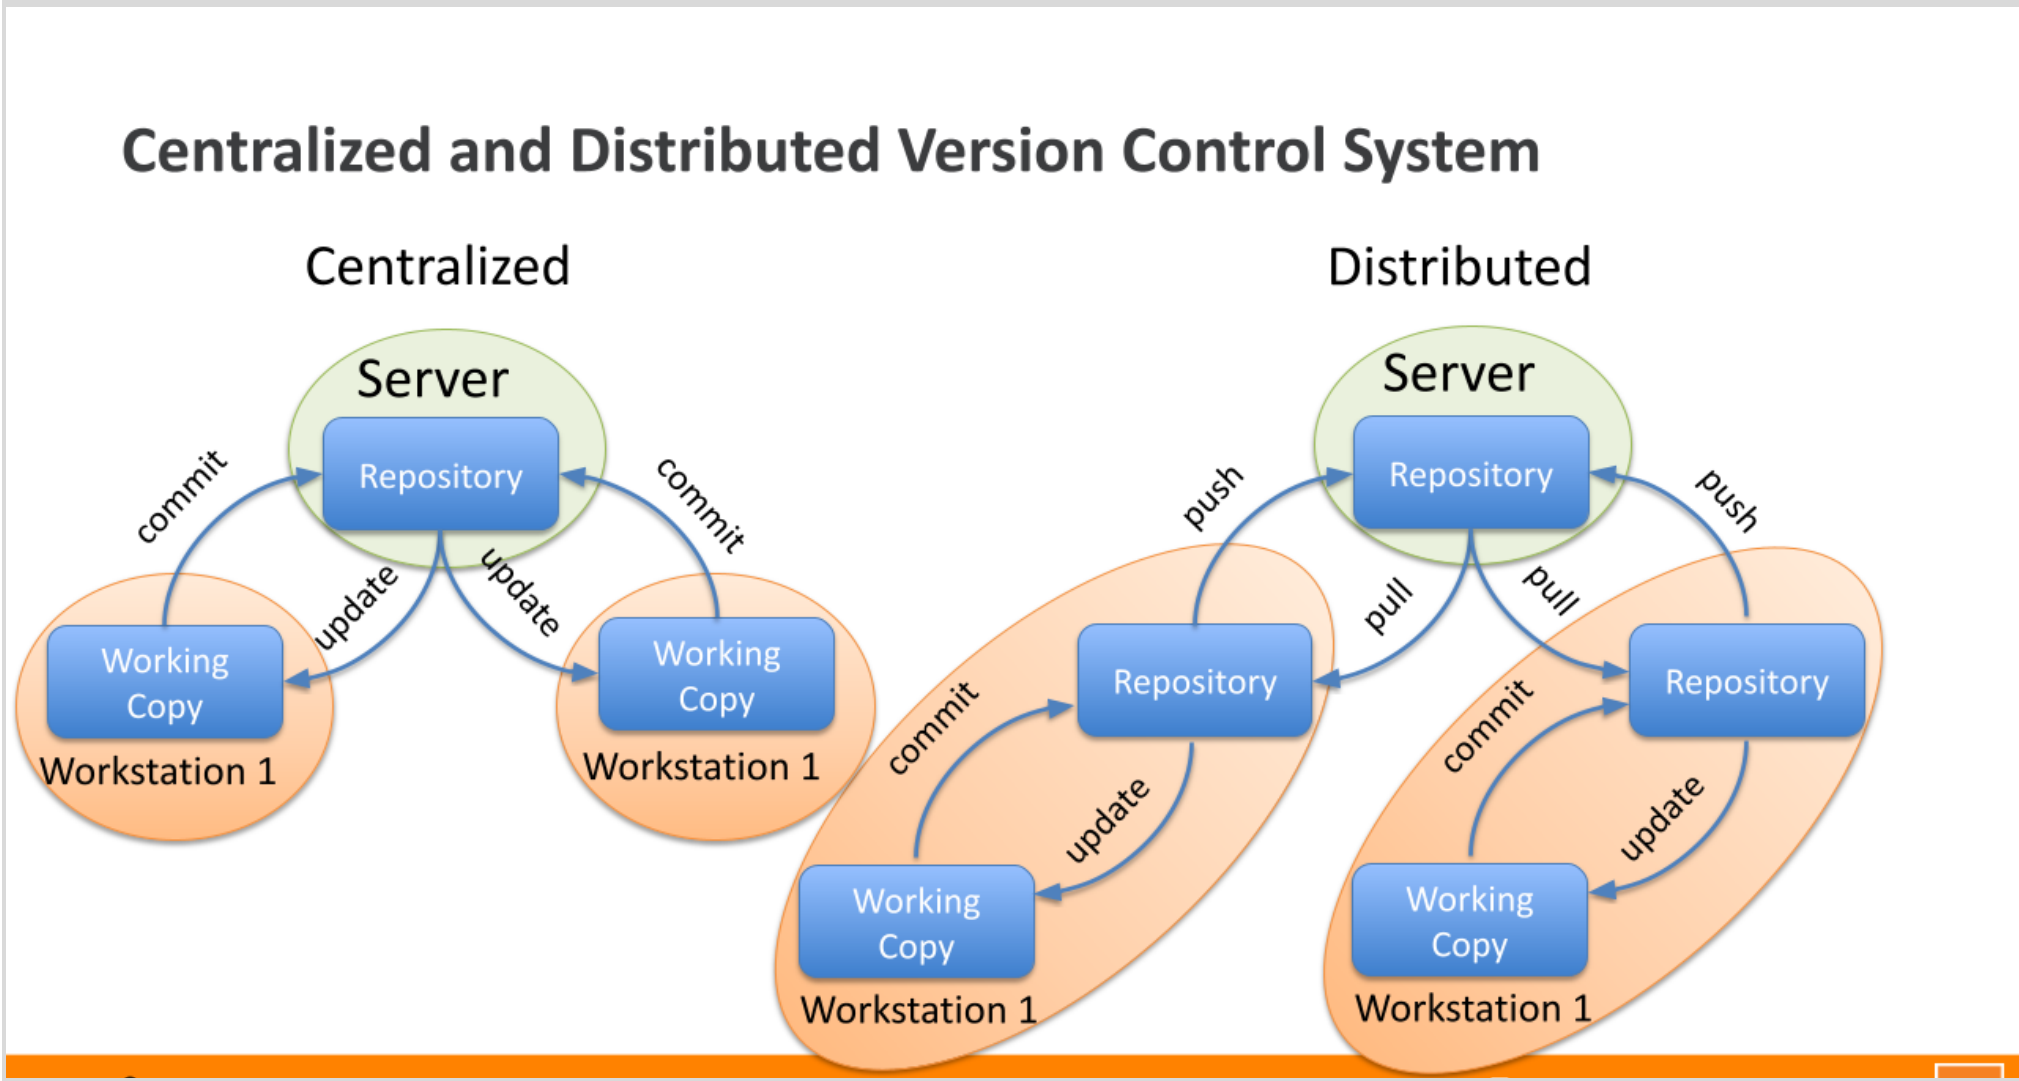 Centralized and Distributed Version Control System
Centralized
Server
Repository
commit
commit
update
update
Working
Copy
Workstation 1
Working
Copy
Workstation 1
Distributed
Server
Repository
push
push
pull
pull
Repository
commit
update
Working
Copy
Workstation 1
Repository
commit
update
Working
Copy
Workstation 1